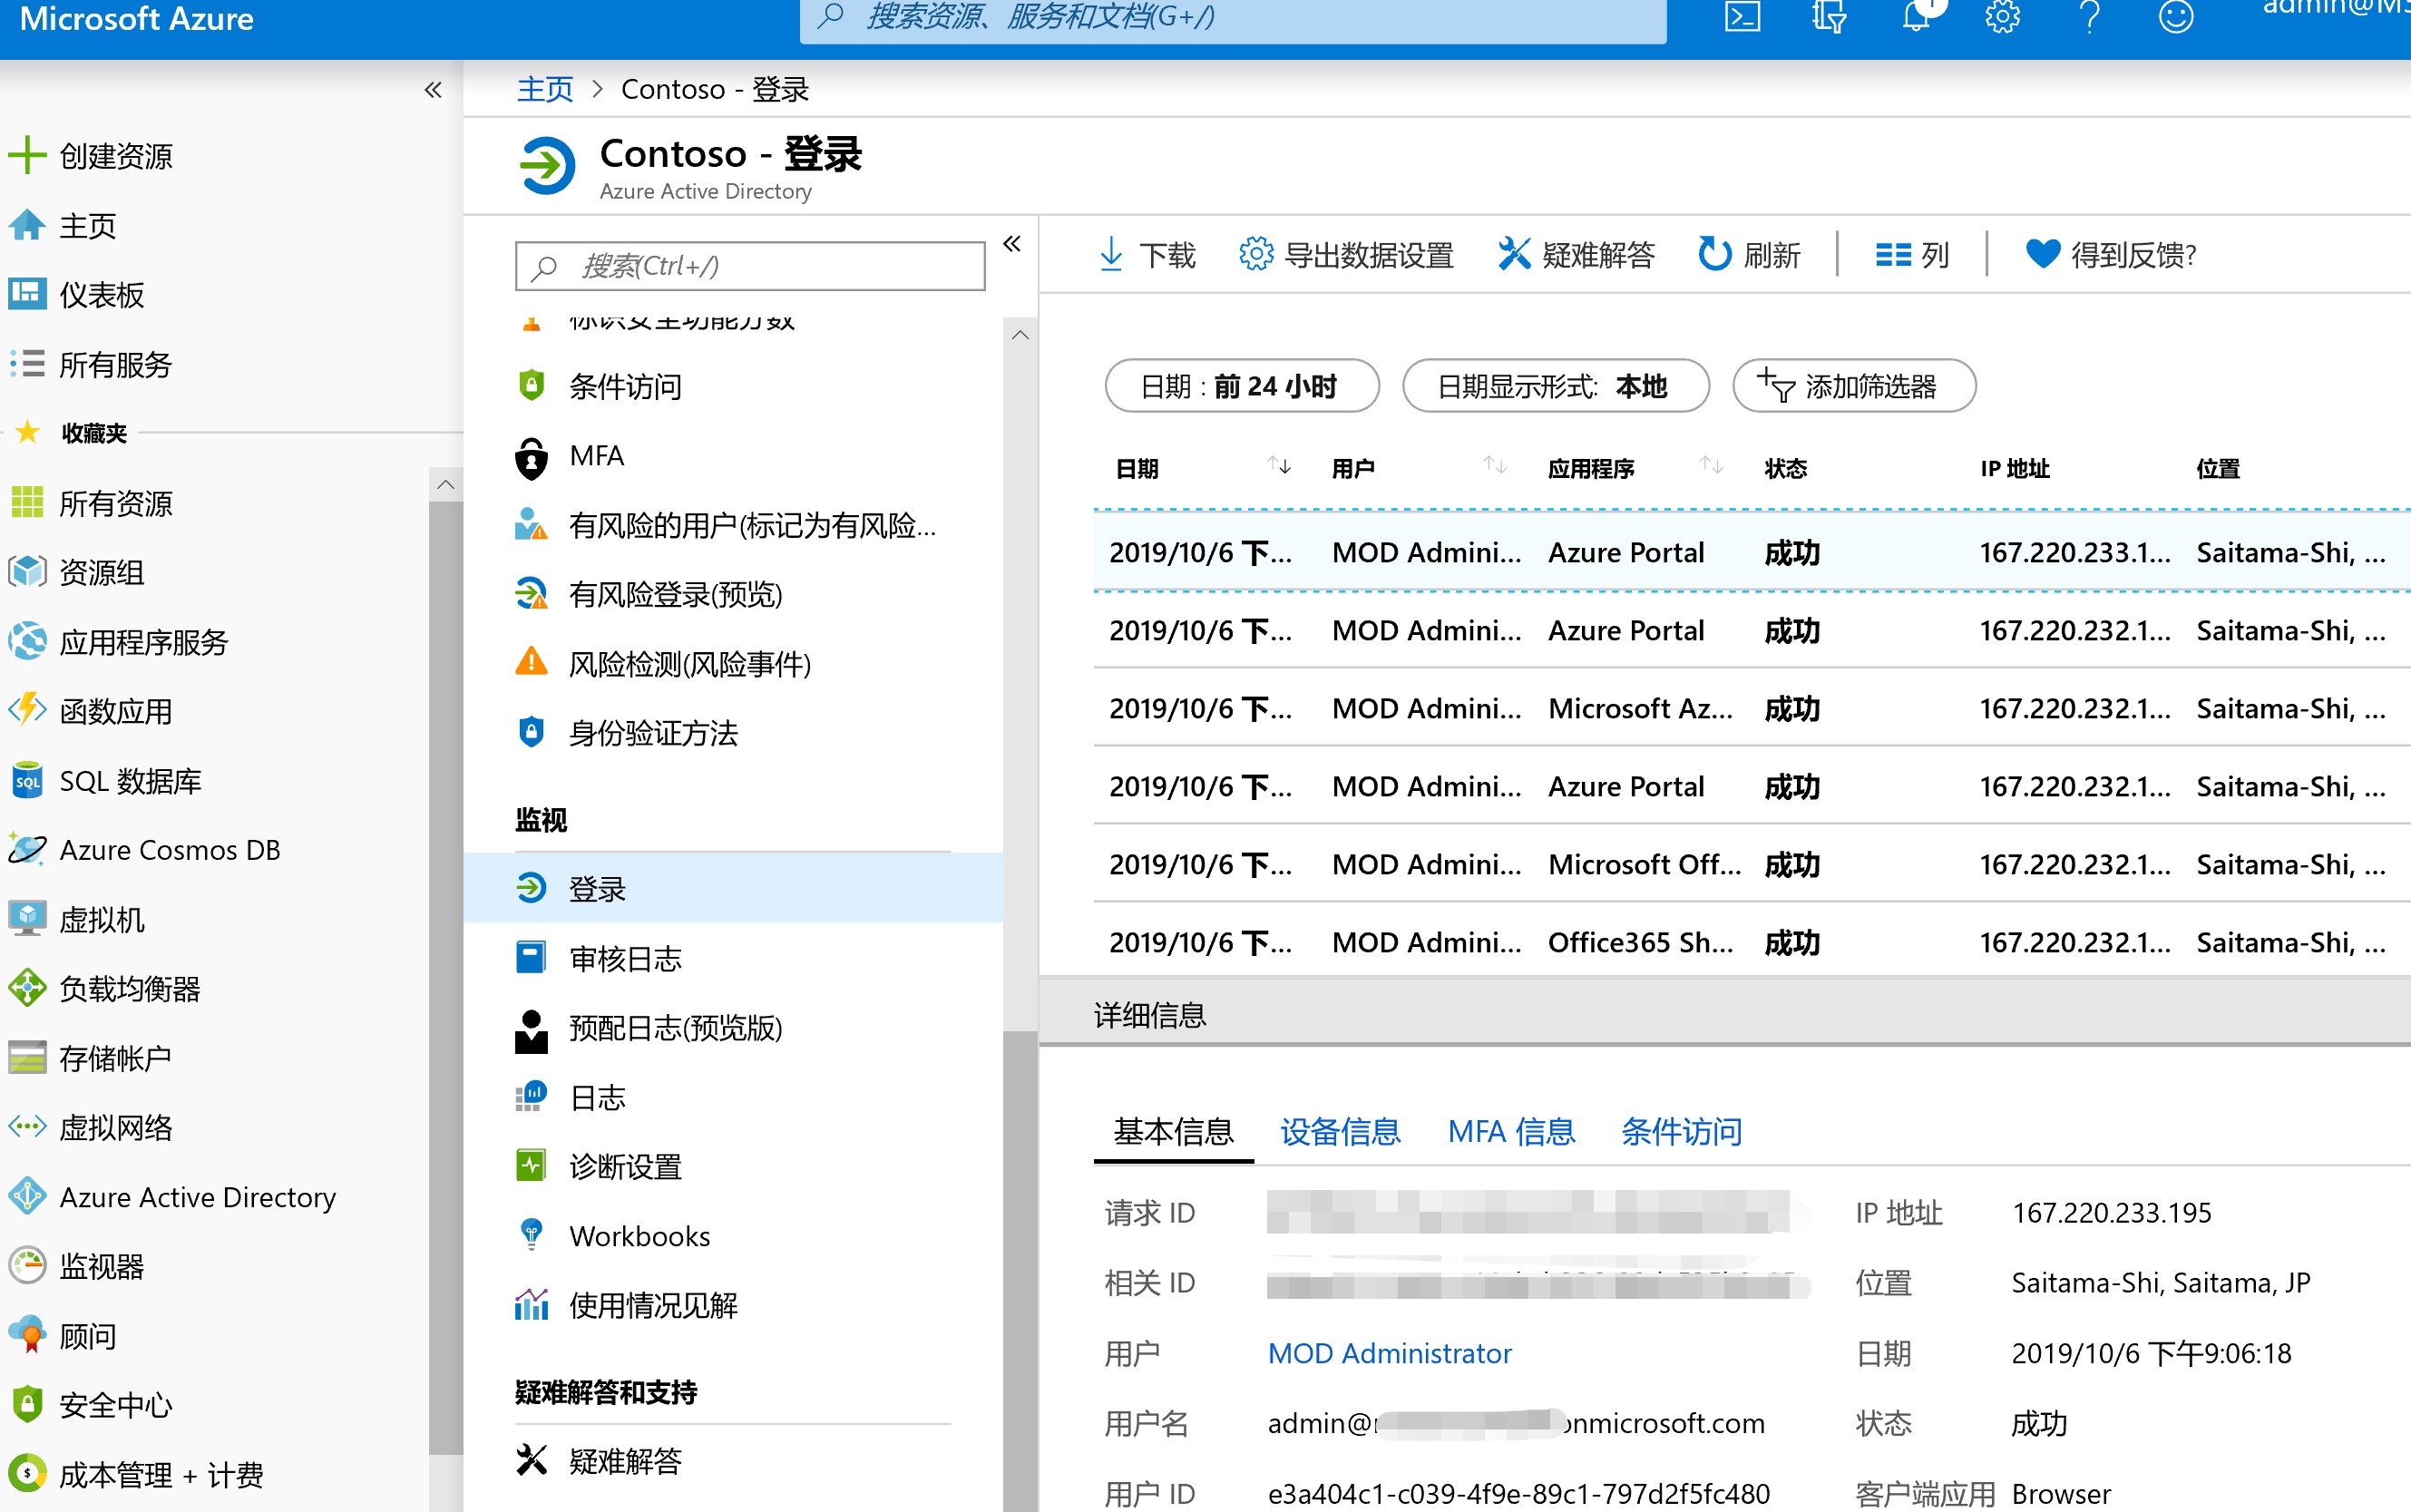 Microsoft Azure
搜索资源、服务和文档(G+/)
主页 > Contoso - 登录
Contoso - 登录
Azure Active Directory
创建资源
主页
仪表板
所有服务
收藏夹
所有资源
资源组
应用程序服务
函数应用
SQL 数据库
Azure Cosmos DB
虚拟机
负载均衡器
存储帐户
虚拟网络
Azure Active Directory
监视器
顾问
安全中心
成本管理 + 计费
搜索(Ctrl+/)
标识安全功能分数
条件访问
MFA
有风险的用户(标记为有风险...
有风险登录(预览)
风险检测(风险事件)
身份验证方法
监视
登录
审核日志
预配日志(预览版)
日志
诊断设置
Workbooks
使用情况见解
疑难解答和支持
疑难解答
下载 导出数据设置 疑难解答 刷新 列 得到反馈?
日期 : 前 24 小时 日期显示形式: 本地 添加筛选器
日期 用户 应用程序 状态 IP 地址 位置
2019/10/6 下... MOD Admini... Azure Portal 成功 167.220.233.1... Saitama-Shi, ...
2019/10/6 下... MOD Admini... Azure Portal 成功 167.220.232.1... Saitama-Shi, ...
2019/10/6 下... MOD Admini... Microsoft Az... 成功 167.220.232.1... Saitama-Shi, ...
2019/10/6 下... MOD Admini... Azure Portal 成功 167.220.232.1... Saitama-Shi, ...
2019/10/6 下... MOD Admini... Microsoft Off... 成功 167.220.232.1... Saitama-Shi, ...
2019/10/6 下... MOD Admini... Office365 Sh... 成功 167.220.232.1... Saitama-Shi, ...
详细信息
基本信息 设备信息 MFA 信息 条件访问
请求 ID IP 地址 167.220.233.195
相关 ID 位置 Saitama-Shi, Saitama, JP
用户 MOD Administrator 日期 2019/10/6 下午9:06:18
用户名 admin@ onmicrosoft.com 状态 成功
用户 ID e3a404c1-c039-4f9e-89c1-797d2f5fc480 客户端应用 Browser